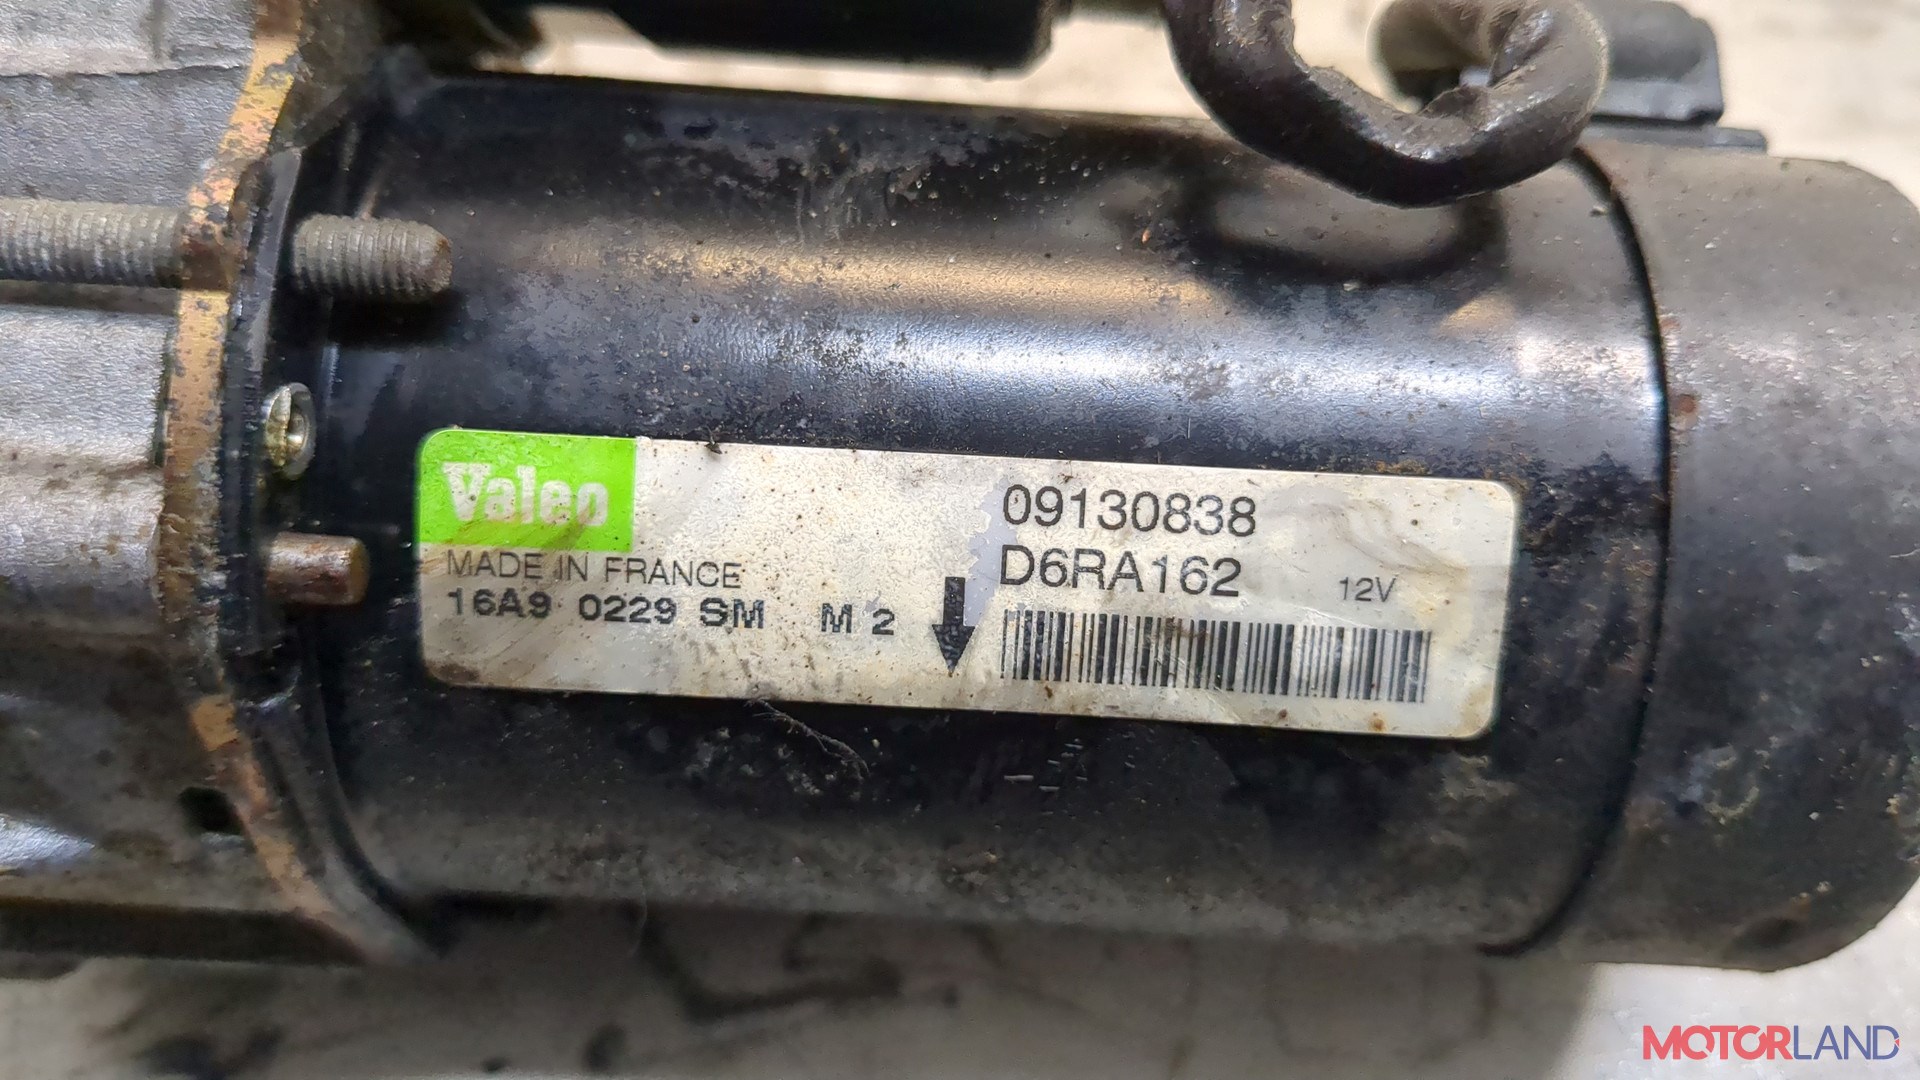 Valeo
MADE IN FRANCE
16A9 0229 SM M 2
09130838
D6RA162 12V
MOTORLAND